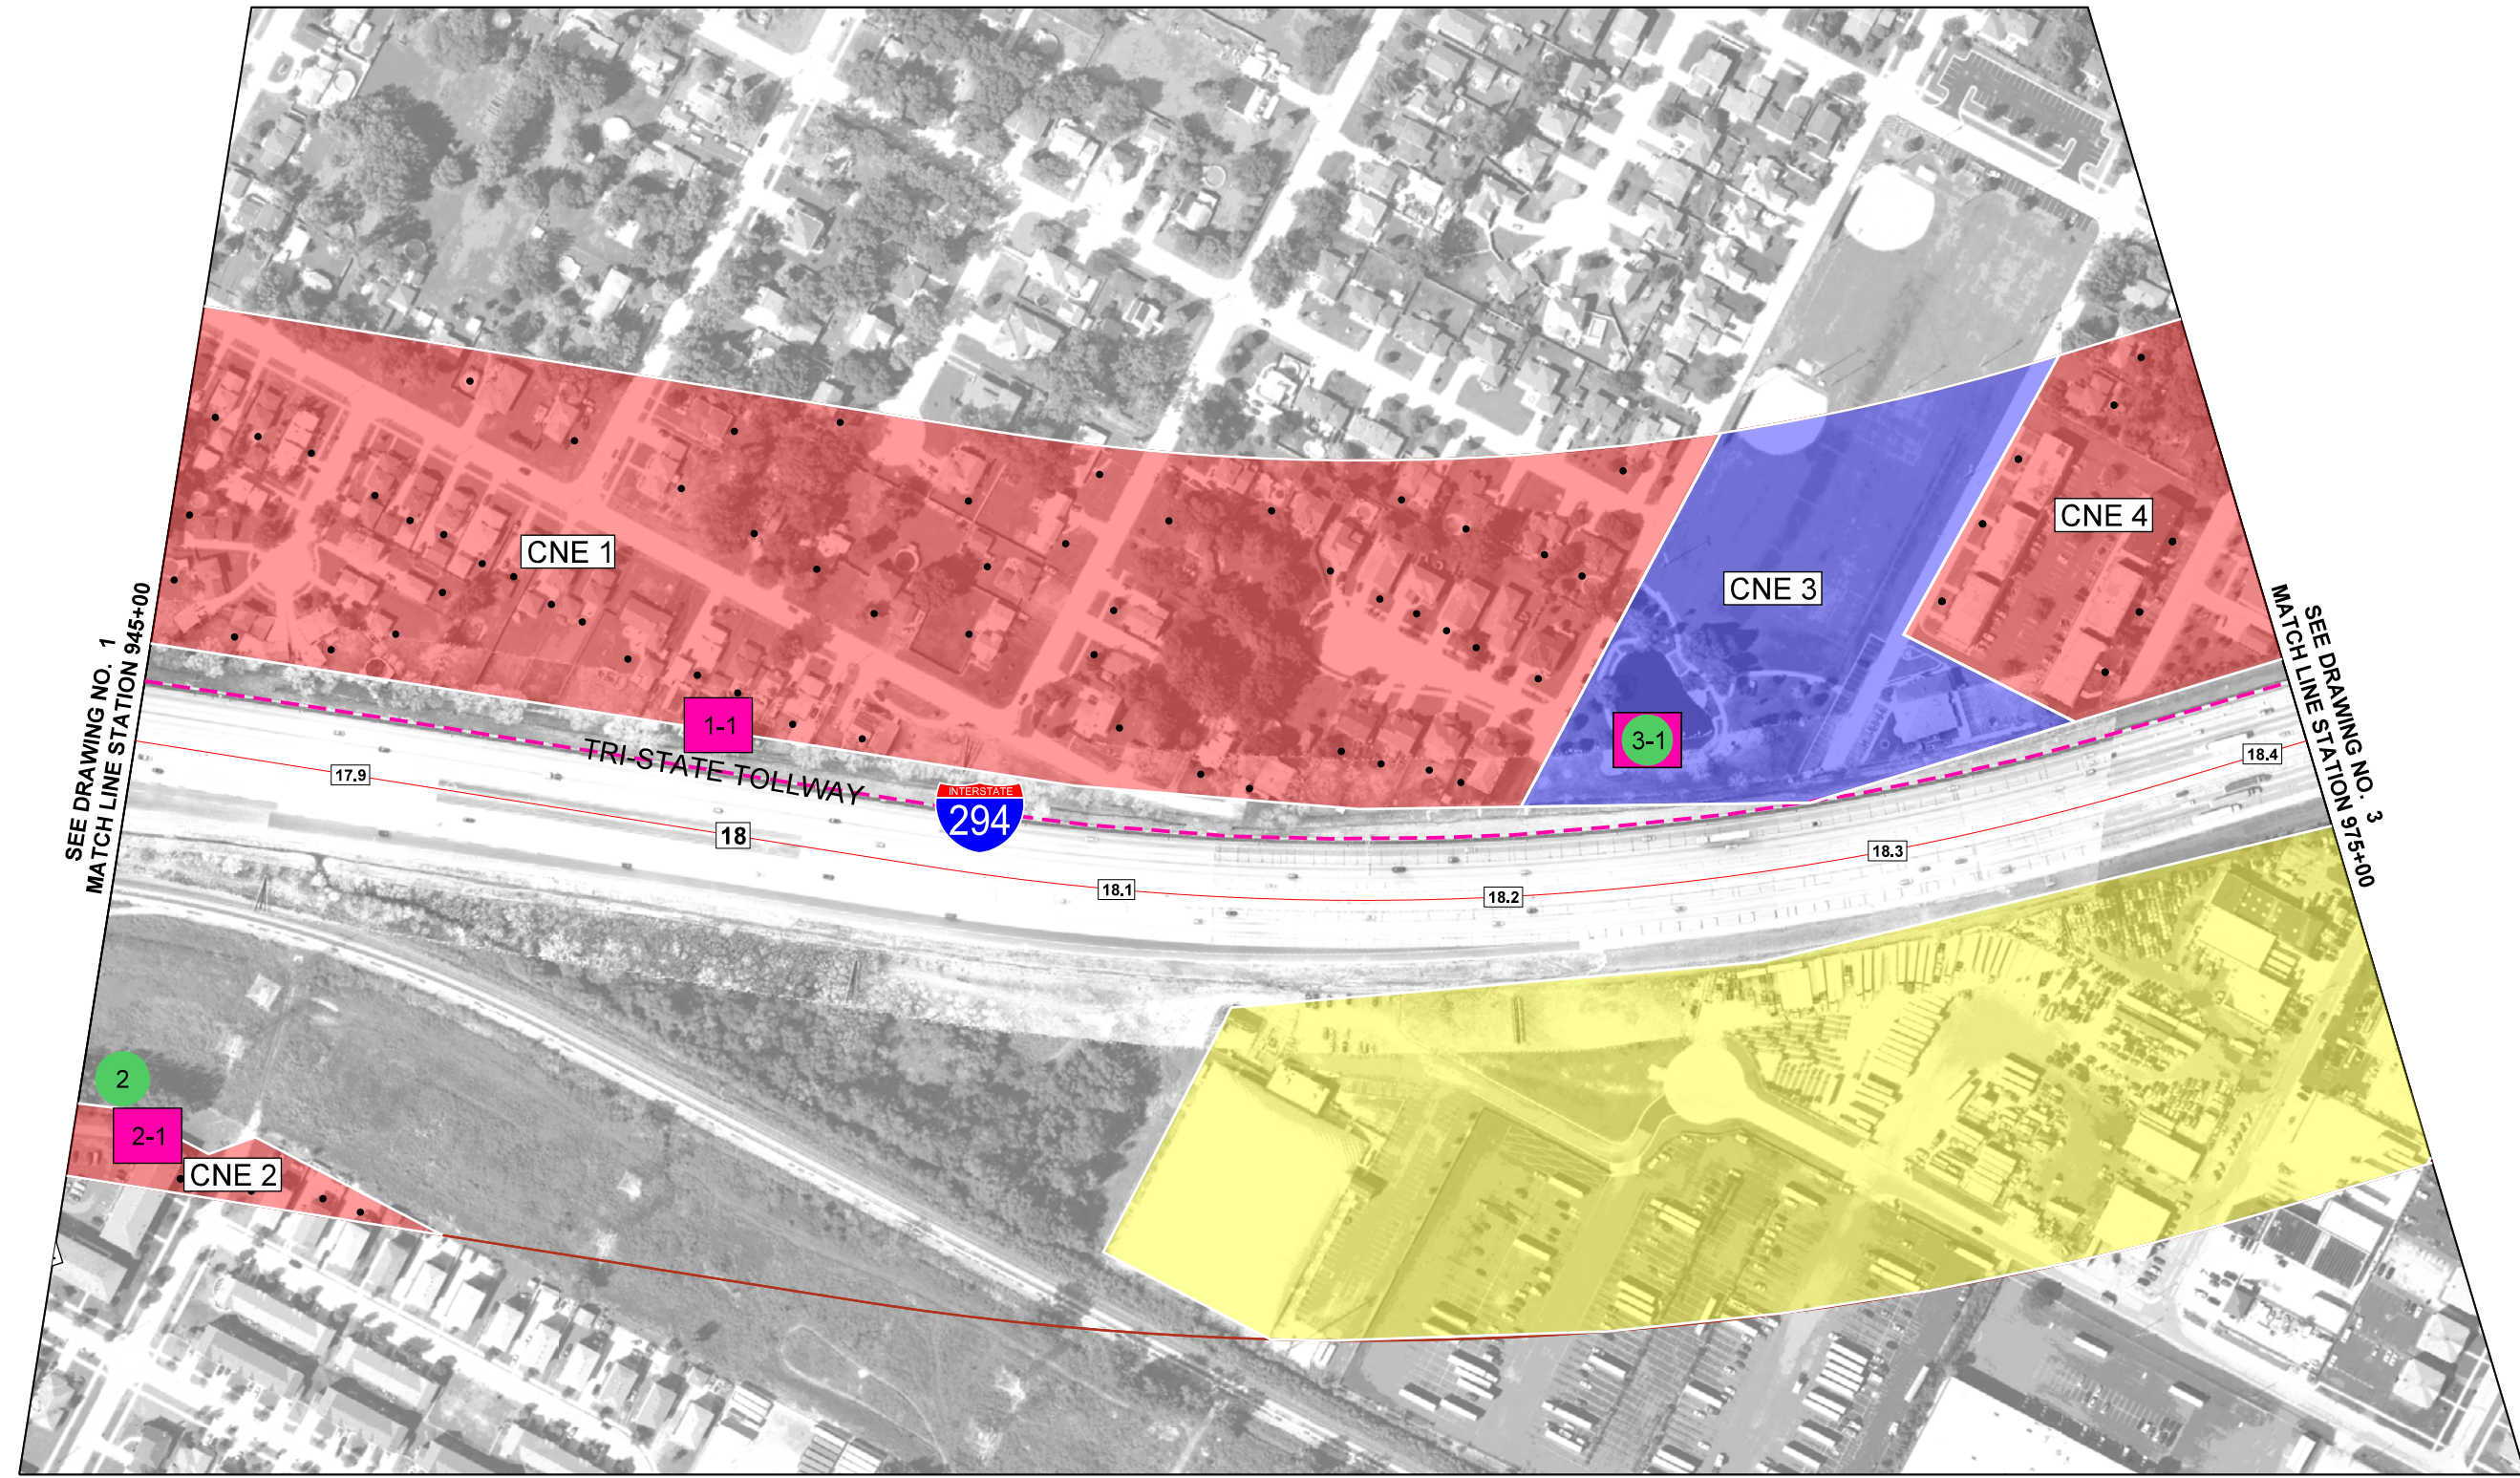 CNE 4
CNE 1
CNE 3
SEE DRAWING NO. 1
MATCH LINE STATION 945+00
SEE DRAWING NO. 3
MATCH LINE STATION 975+00
1-1
3-1
TRI-STATE TOLLWAY
17.9
18.4
INTERSTATE
294
18
18.3
18.1
18.2
2
2-1
CNE 2